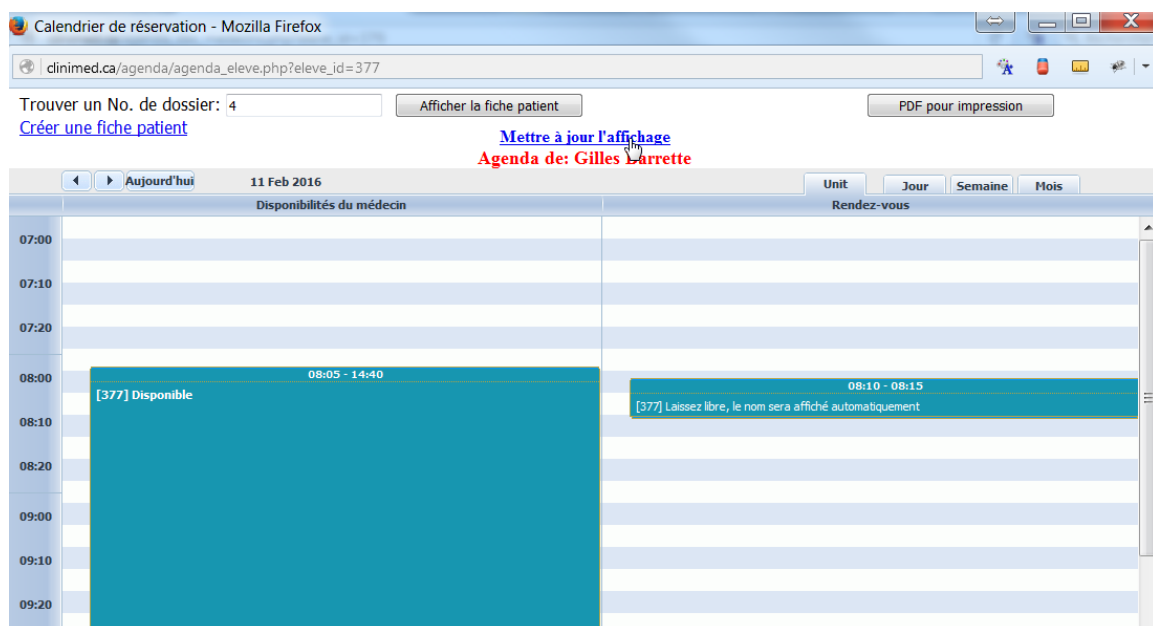 Calendrier de réservation - Mozilla Firefox
clinimed.ca/agenda/agenda_eleve.php?eleve_id=377
Trouver un No. de dossier: 4 Afficher la fiche patient PDF pour impression
Créer une fiche patient
Mettre à jour l'affichage
Agenda de: Gilles Barrette
Aujourd'hui 11 Feb 2016 Unit Jour Semaine Mois
Disponibilités du médecin Rendez-vous
07:00
07:10
07:20
08:00 08:05 - 14:40 08:10 - 08:15
[377] Disponible [377] Laissez libre, le nom sera affiché automatiquement
08:10
08:20
09:00
09:10
09:20